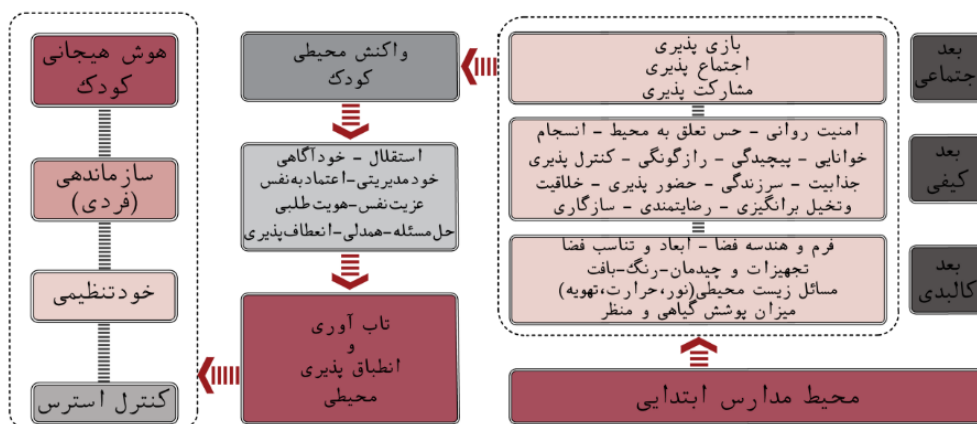 بعد
اجتماعی
بازی پذیری
اجتماع پذیری
مشارکت پذیری
بعد
کیفی
امنیت روانی - حس تعلق به محیط - انسجام
خوانایی - پیچیدگی - رازگونگی - کنترل پذیری
جذابیت - سرزندگی - حضور پذیری - خلاقیت
وتخیل برانگیزی - رضایتمندی - سازگاری
بعد
کالبدی
فرم و هندسه فضا - ابعاد و تناسب فضا
تجهیزات و چیدمان-رنگ-بافت
مسائل زیست محیطی(نور،حرارت،تهویه)
میزان پوشش گیاهی و منظر
محیط مدارس ابتدایی
واکنش محیطی
کودک
استقلال - خودآگاهی
خودمدیریتی-اعتمادبه‌نفس
عزیت‌نفس-هویت‌طلبی
حل‌مسئله-همدلی-انعطاف‌پذیری
تاب آوری
و
انطباق پذیری
محیطی
هوش هیجانی
کودک
سازماندهی
(فردی)
خودتنظیمی
کنترل استرس